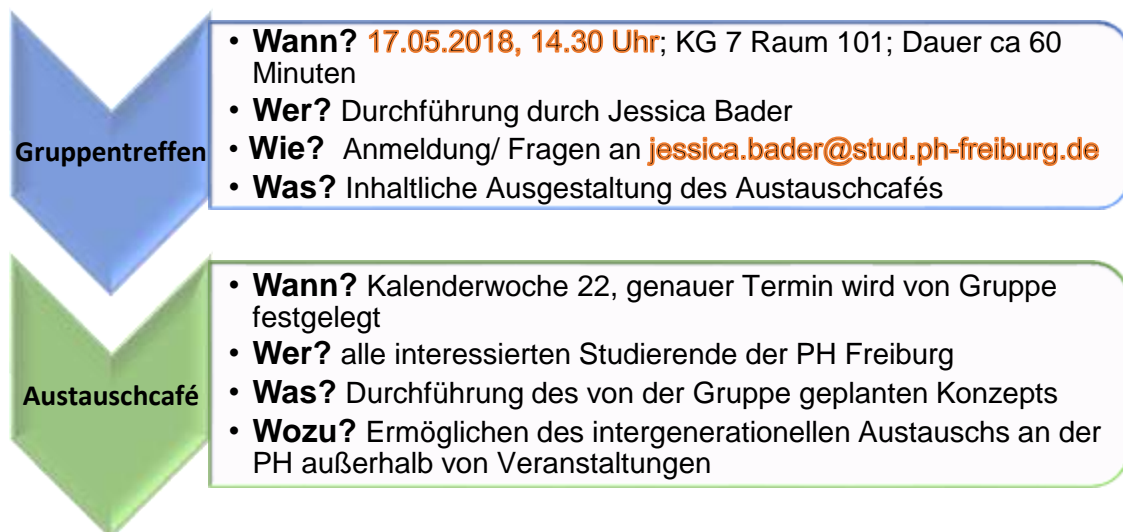 Gruppentreffen
• Wann? 17.05.2018, 14.30 Uhr; KG 7 Raum 101; Dauer ca 60
Minuten
• Wer? Durchführung durch Jessica Bader
• Wie? Anmeldung/ Fragen an jessica.bader@stud.ph-freiburg.de
• Was? Inhaltliche Ausgestaltung des Austauschcafés
Austauschcafé
• Wann? Kalenderwoche 22, genauer Termin wird von Gruppe
festgelegt
• Wer? alle interessierten Studierende der PH Freiburg
• Was? Durchführung des von der Gruppe geplanten Konzepts
• Wozu? Ermöglichen des intergenerationellen Austauschs an der
PH außerhalb von Veranstaltungen